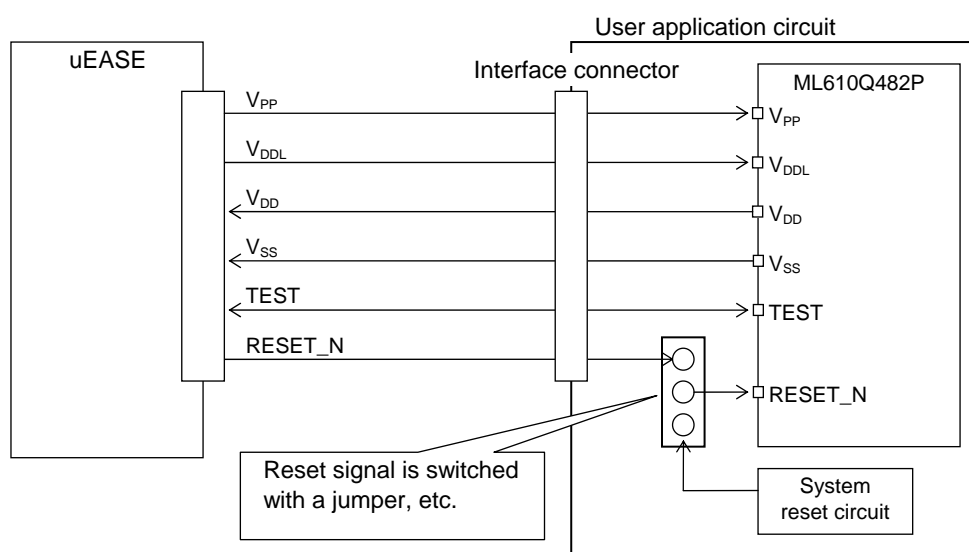 User application circuit
uEASE
Interface connector
ML610Q482P
VPP
VPP
VDDL
VDDL
VDD
VDD
VSS
VSS
TEST
TEST
RESET_N
RESET_N
Reset signal is switched
with a jumper, etc.
System
reset circuit